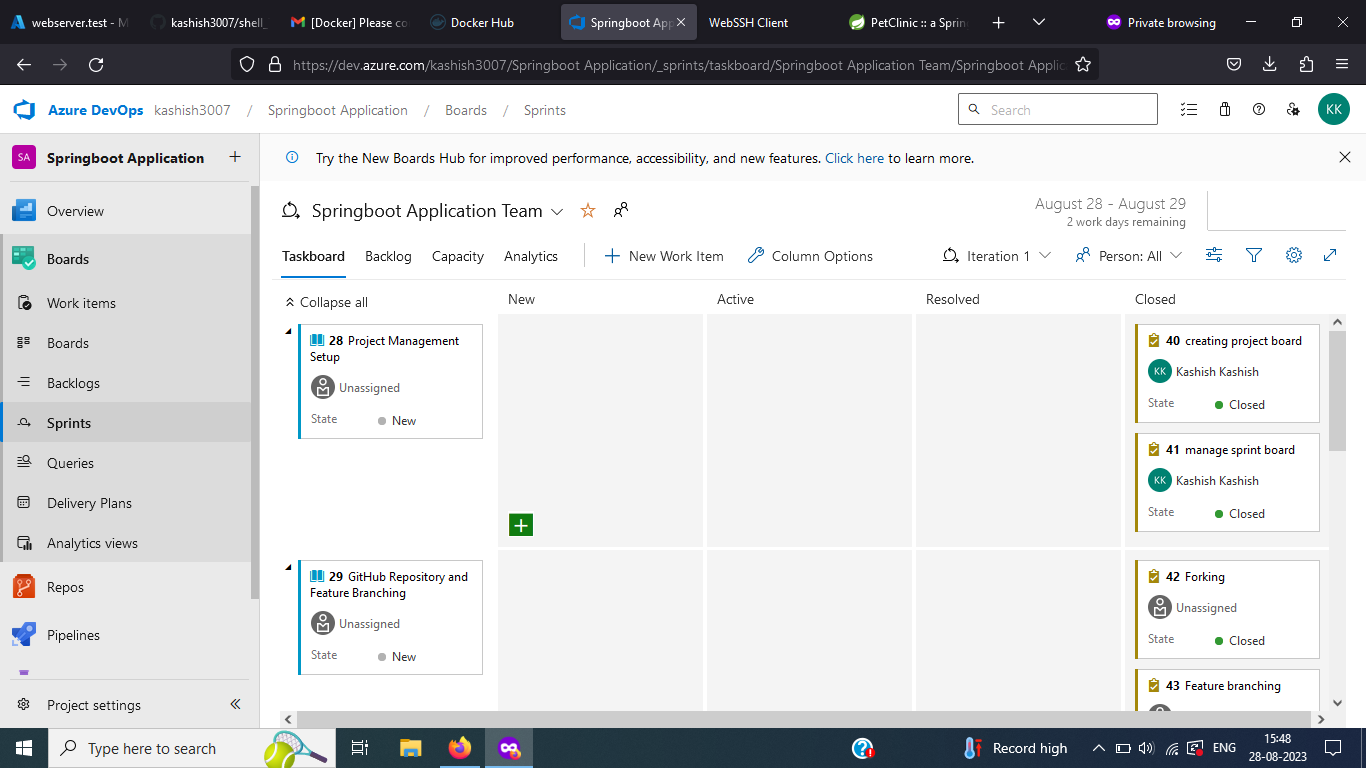 webserver.test - M
kashish3007/shell_
[Docker] Please co
Docker Hub
Springboot App
WebSSH Client
PetClinic :: a Sprin
Private browsing
https://dev.azure.com/kashish3007/Springboot Application/_sprints/taskboard/Springboot Application Team/Springboot Applic
Azure DevOps kashish3007 / Springboot Application / Boards / Sprints
Search
KK
SA Springboot Application
Try the New Boards Hub for improved performance, accessibility, and new features. Click here to learn more.
Overview
Boards
Work items
Boards
Backlogs
Sprints
Queries
Delivery Plans
Analytics views
Repos
Pipelines
Project settings
Springboot Application Team
August 28 - August 29
2 work days remaining
Taskboard Backlog Capacity Analytics New Work Item Column Options Iteration 1 Person: All
Collapse all
New Active Resolved Closed
28 Project Management
Setup
Unassigned
State New
40 creating project board
KK Kashish Kashish
State Closed
41 manage sprint board
KK Kashish Kashish
State Closed
29 GitHub Repository and
Feature Branching
Unassigned
State New
42 Forking
Unassigned
State Closed
43 Feature branching
Type here to search
Record high
ENG
15:48
28-08-2023